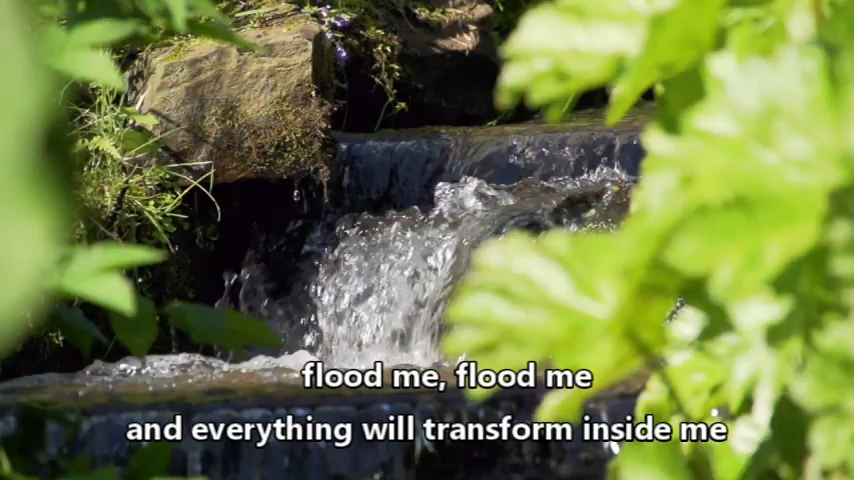 flood me, flood me
and everything will transform inside me